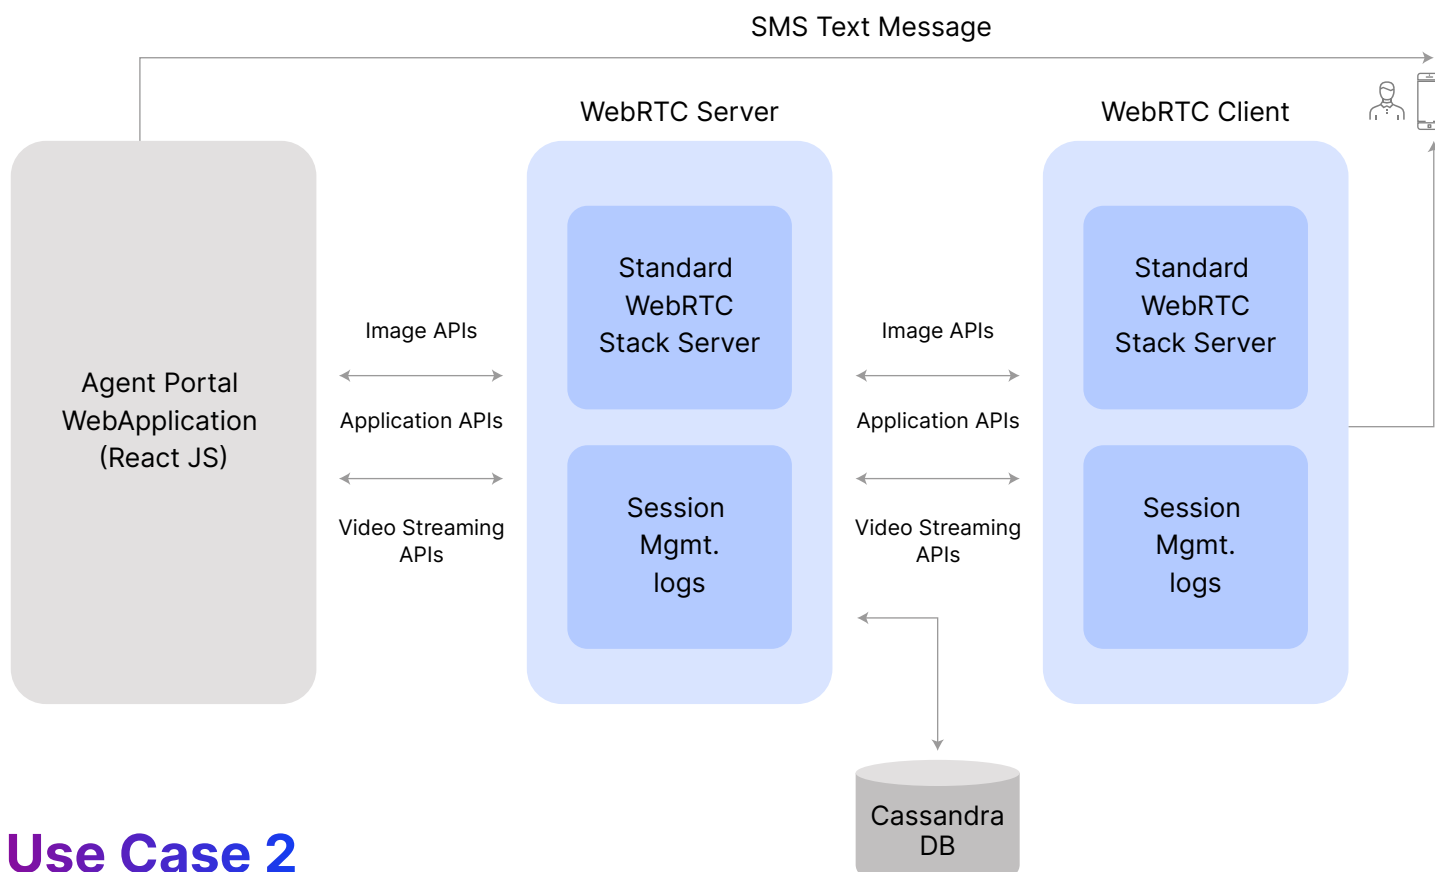 SMS Text Message
WebRTC Server
WebRTC Client
Agent Portal
WebApplication
(React JS)
Image APIs
Application APIs
Video Streaming
APIs
Standard
WebRTC
Stack Server
Session
Mgmt.
logs
Image APIs
Application APIs
Video Streaming
APIs
Standard
WebRTC
Stack Server
Session
Mgmt.
logs
Cassandra
DB
Use Case 2